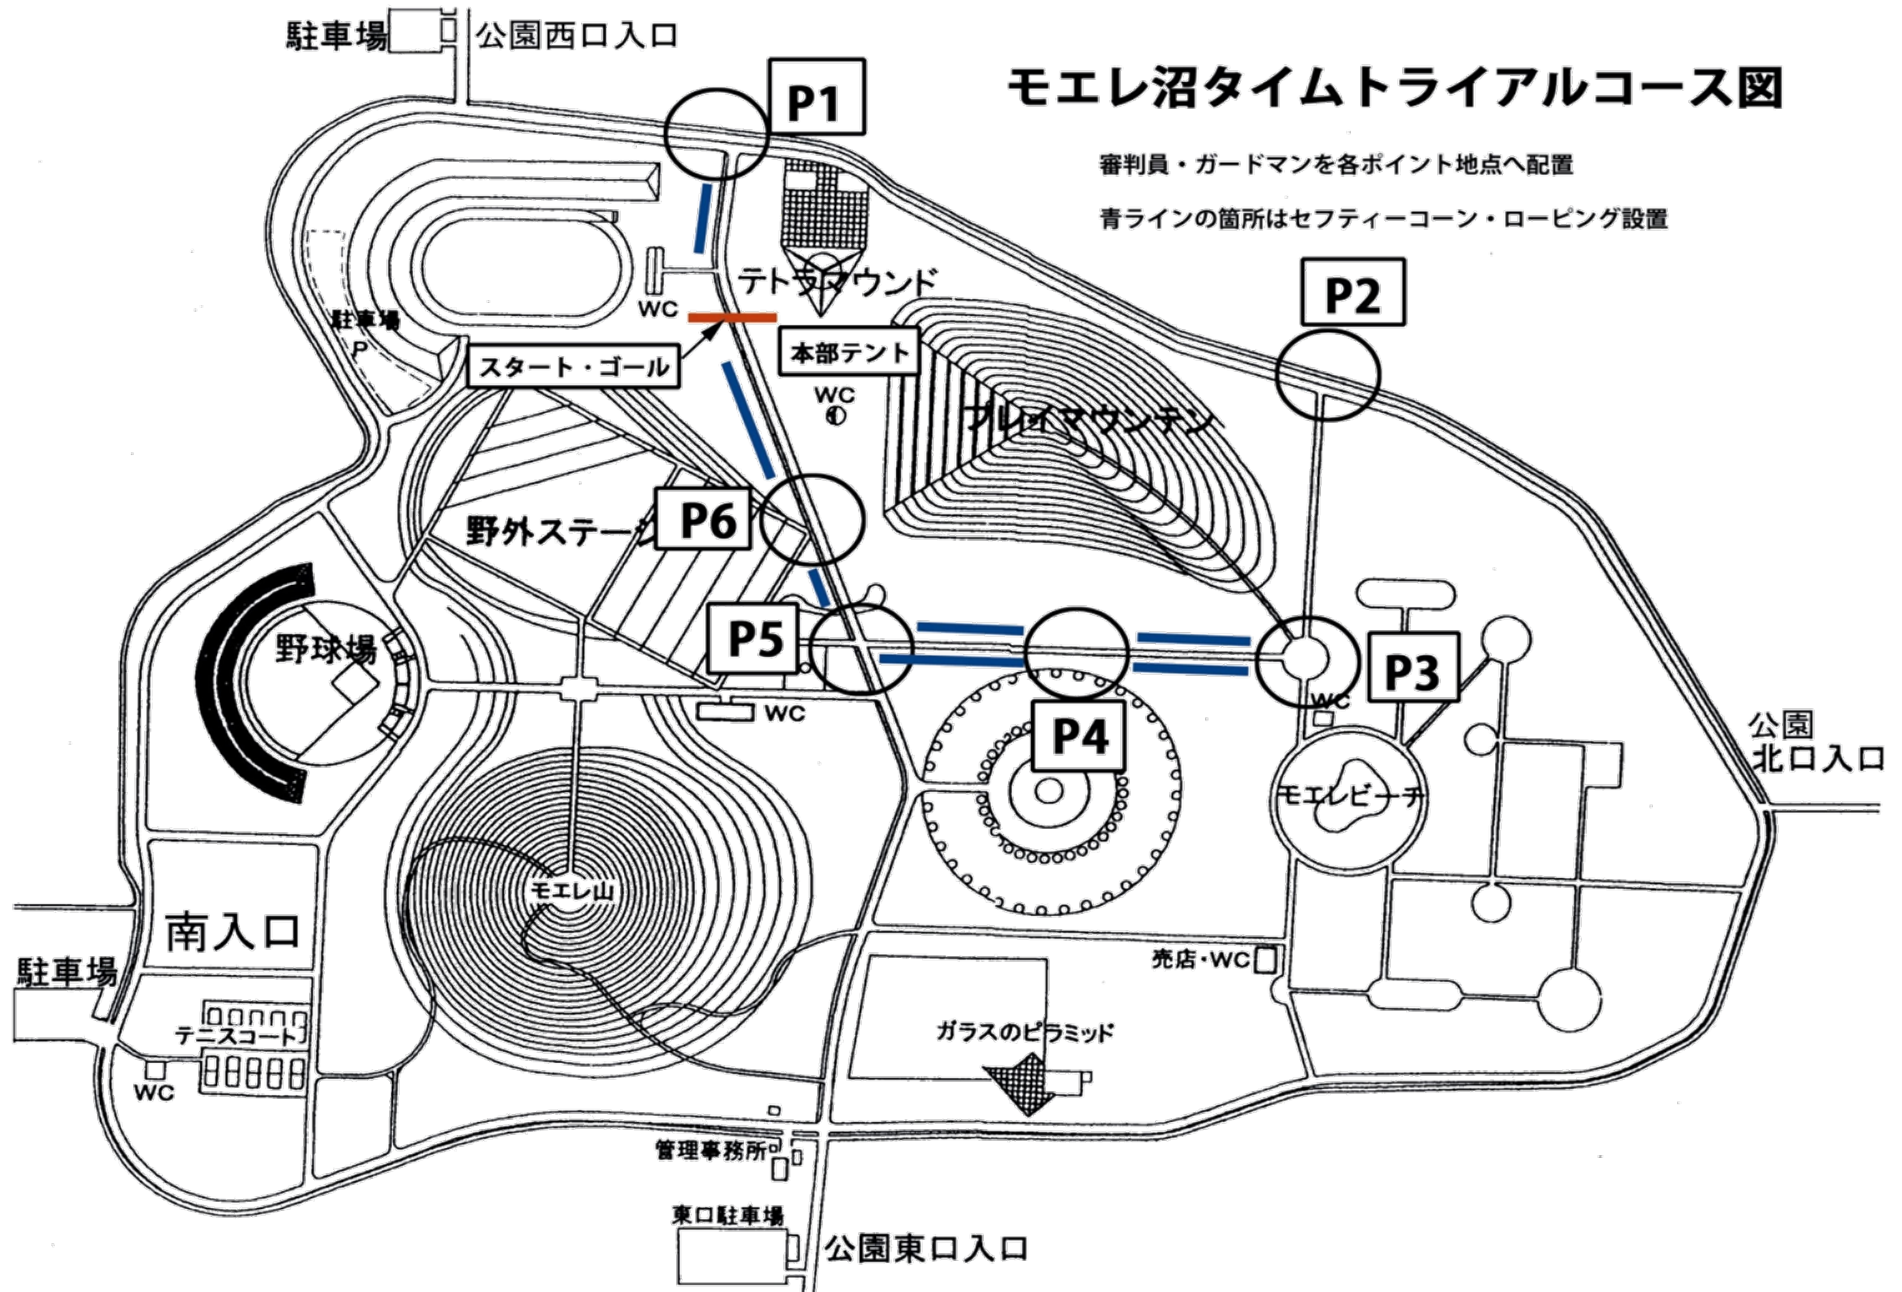 駐車場
公園西口入口
P1
モエレ沼タイムトライアルコース図
審判員・ガードマンを各ポイント地点へ配置
青ラインの箇所はセフティーコーン・ローピング設置
テトラマウンド
WC
P2
駐車場
P
スタート・ゴール
本部テント
WC
プレイマウンテン
P6
野外ステージ
P5
P3
野球場
WC
WC
P4
公園
北口入口
モエレビーチ
モエレ山
南入口
駐車場
売店・WC
テニスコート
ガラスのピラミッド
WC
管理事務所
東口駐車場
公園東口入口